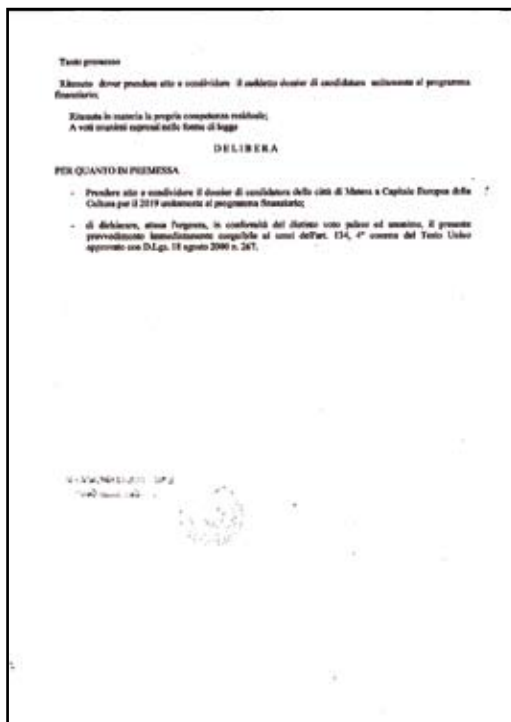 Tanto premesso
Ritenuto dover prendere atto e condividere il suddetto dossier di candidatura unitamente al programma
finanziario;
Ritenuta in materia la propria competenza residuale;
A voti unanimi espressi nelle forme di legge
DELIBERA
PER QUANTO IN PREMESSA
- Prendere atto e condividere il dossier di candidatura della città di Matera a Capitale Europea della
Cultura per il 2019 unitamente al programma finanziario;
- di dichiarare, attesa l'urgenza, in conformità del distinto voto palese ed unanime, il presente
provvedimento immediatamente eseguibile ai sensi dell'art. 134, 4° comma del Testo Unico
approvato con D.Lgs. 18 agosto 2000 n. 267.